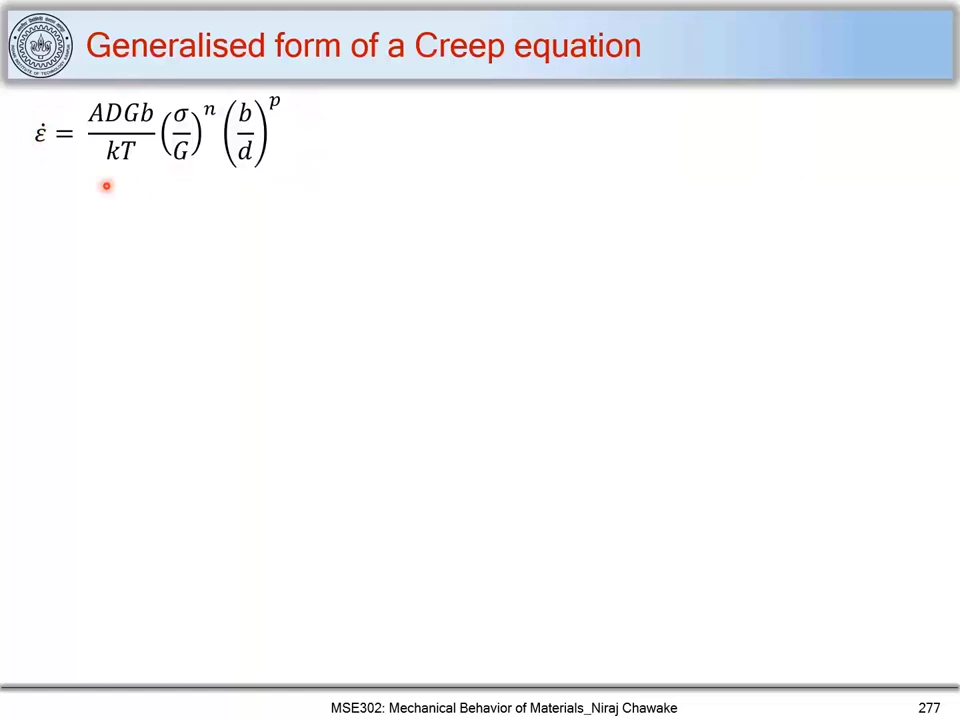 Generalised form of a Creep equation
ε̇ = ADGb/kT (σ/G)^n (b/d)^p
MSE302: Mechanical Behavior of Materials_Niraj Chawake
277